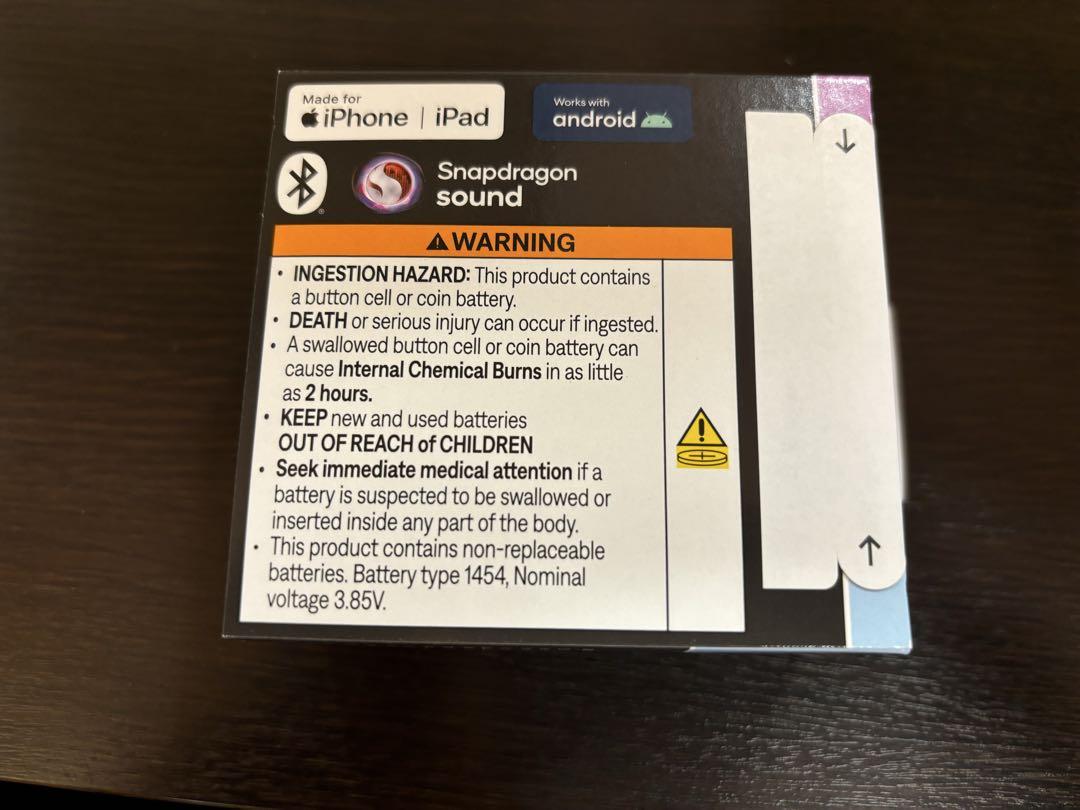 Made for
iPhone | iPad
Works with
android
Snapdragon
sound
WARNING
• INGESTION HAZARD: This product contains
a button cell or coin battery.
• DEATH or serious injury can occur if ingested.
• A swallowed button cell or coin battery can
cause Internal Chemical Burns in as little
as 2 hours.
• KEEP new and used batteries
OUT OF REACH of CHILDREN
• Seek immediate medical attention if a
battery is suspected to be swallowed or
inserted inside any part of the body.
• This product contains non-replaceable
batteries. Battery type 1454, Nominal
voltage 3.85V.